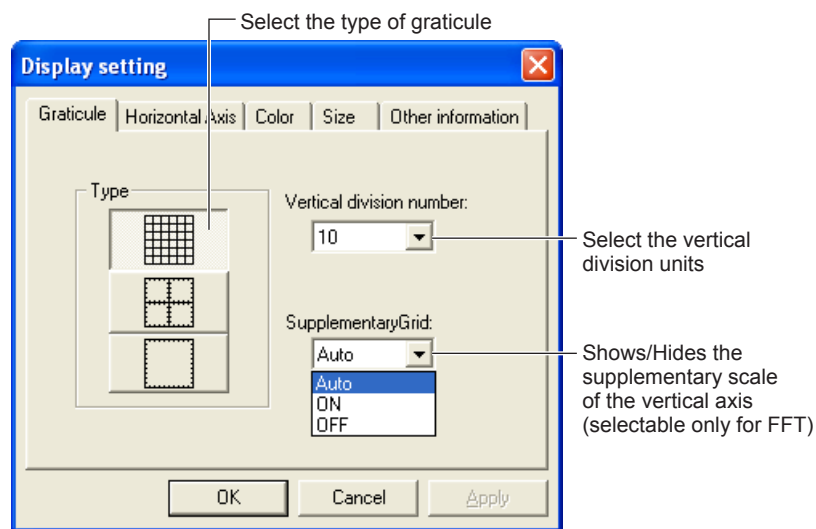 Select the type of graticule
Display setting
Graticule
Horizontal Axis
Color
Size
Other information
Type
Vertical division number:
10
Select the vertical
division units
SupplementaryGrid:
Auto
Auto
ON
OFF
Shows/Hides the
supplementary scale
of the vertical axis
(selectable only for FFT)
OK
Cancel
Apply